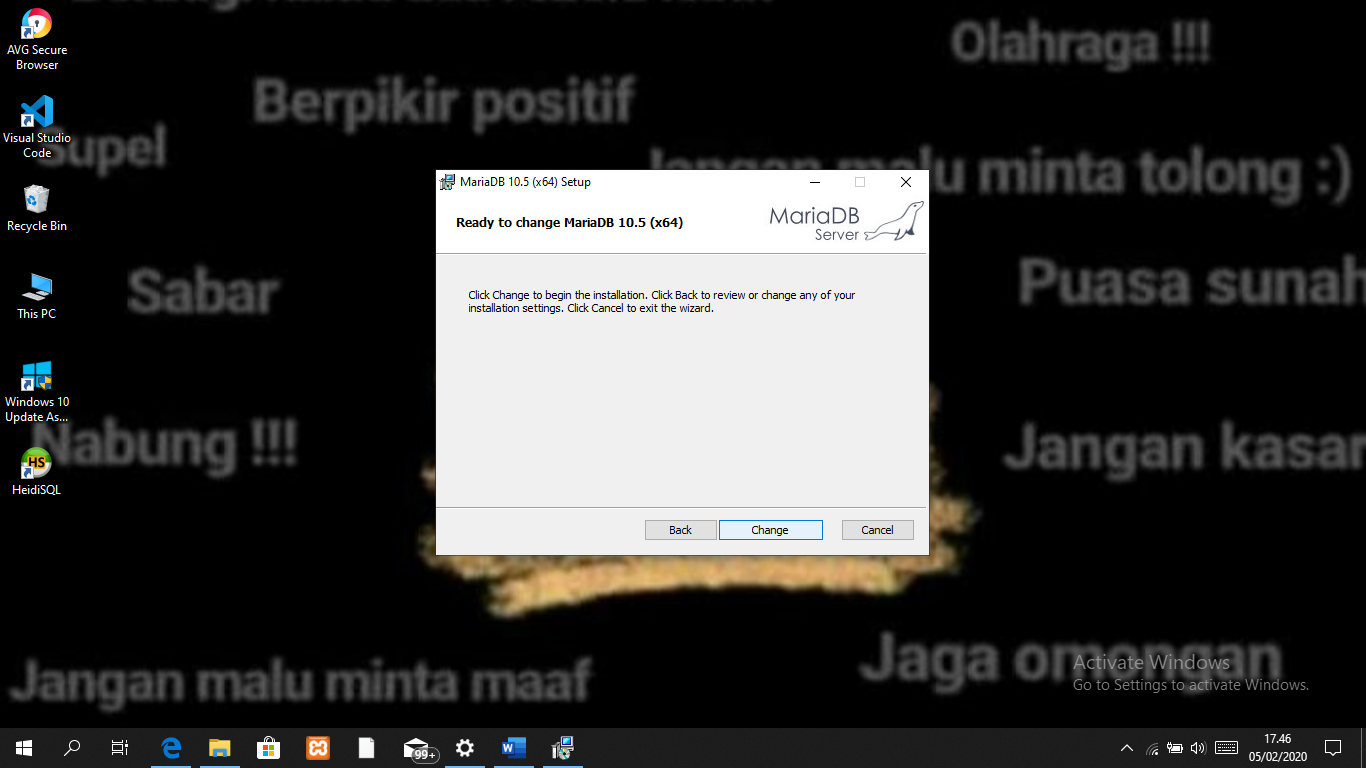 AVG Secure
Browser
Olahraga !!!
Berpikir positif
Visual Studio
Code
Supel
Jangan malu minta tolong :)
MariaDB 10.5 (x64) Setup
Recycle Bin
Ready to change MariaDB 10.5 (x64)
MariaDB
Server
Sabar
Puasa sunah
This PC
Click Change to begin the installation. Click Back to review or change any of your
installation settings. Click Cancel to exit the wizard.
Windows 10
Update As...
Nabung !!!
Jangan kasar
HS
HeidiSQL
Back
Change
Cancel
Jangan malu minta maaf
Jaga omongan
Activate Windows
Go to Settings to activate Windows.
99+
17.46
05/02/2020